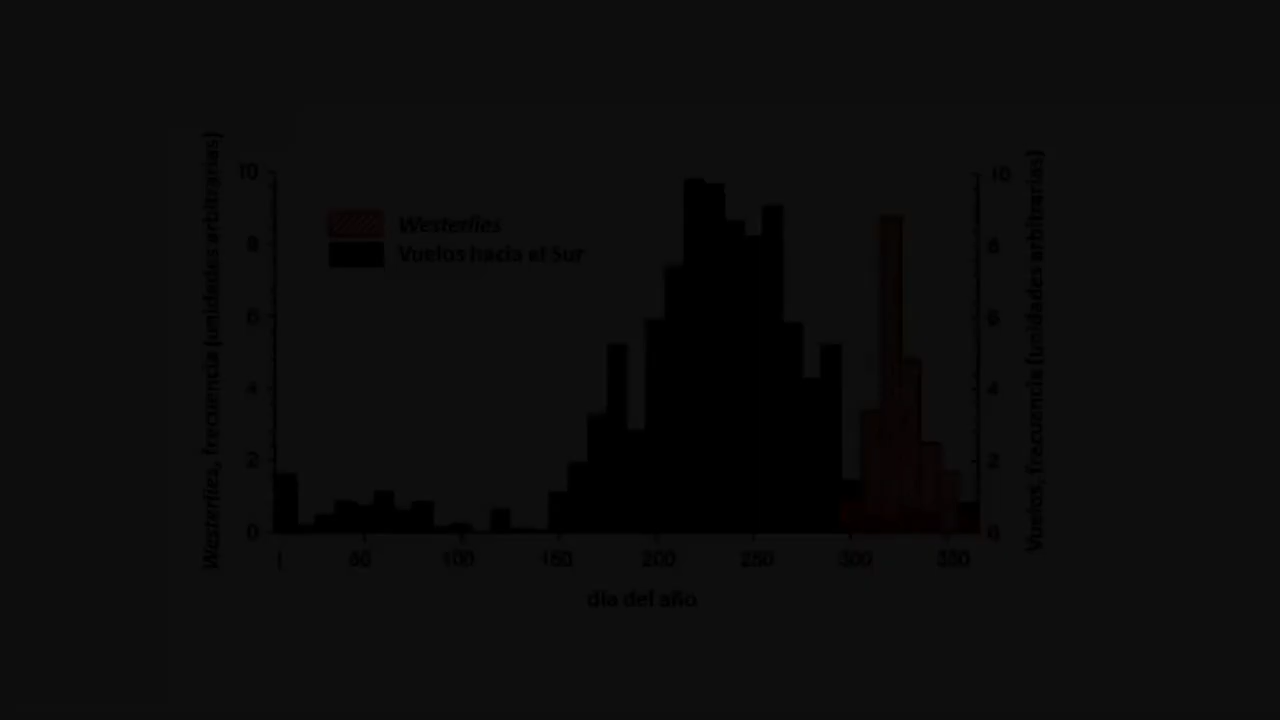 Westerlies, frecuencia (unidades arbitrarias)
10
8
6
4
2
0
Westerlies
Vuelos hacia el Sur
10
8
6
4
2
0
Vuelos, frecuencia (unidades arbitrarias)
1 50 100 150 200 250 300 350
día del año